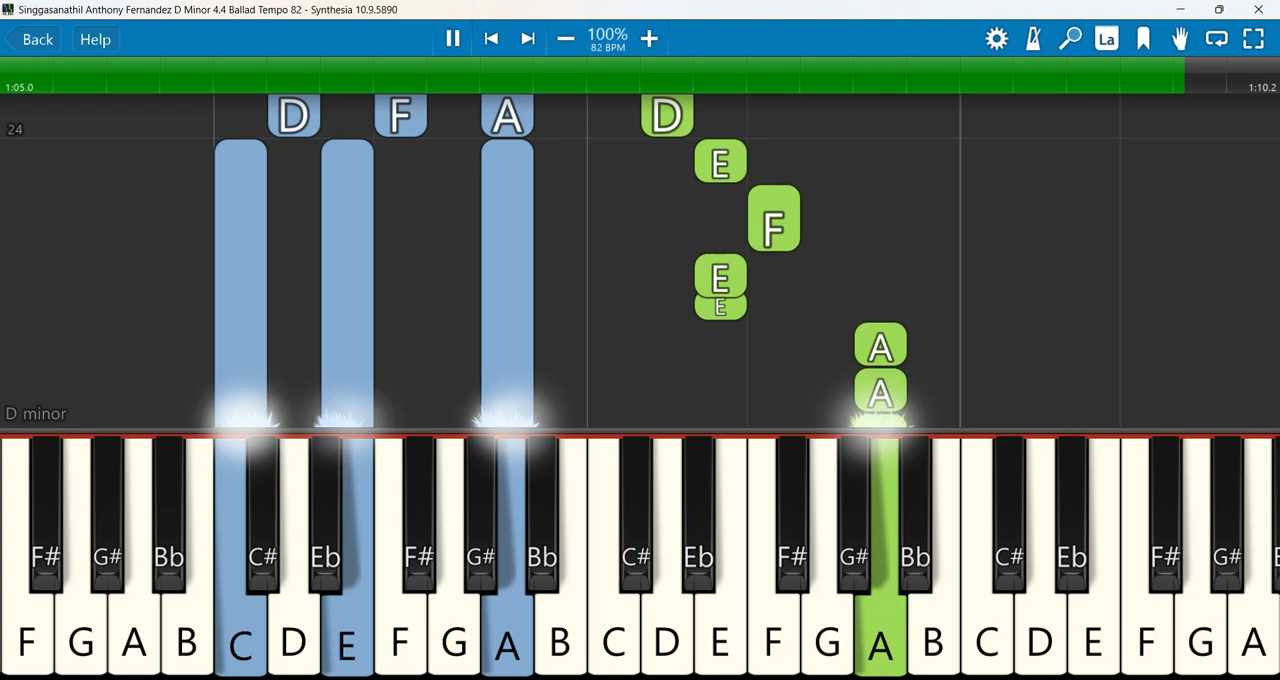 Singgasanathil Anthony Fernandez D Minor 4.4 Ballad Tempo 82 - Synthesia 10.9.5890
Back Help 100% La
82 BPM
1:05.0 1:10.2
D F A D
24
E
F
E
E
A
A
D minor
F# G# Bb C# Eb F# G# Bb C# Eb F# G# Bb C# Eb F# G# E
F G A B C D E F G A B C D E F G A B C D E F G A